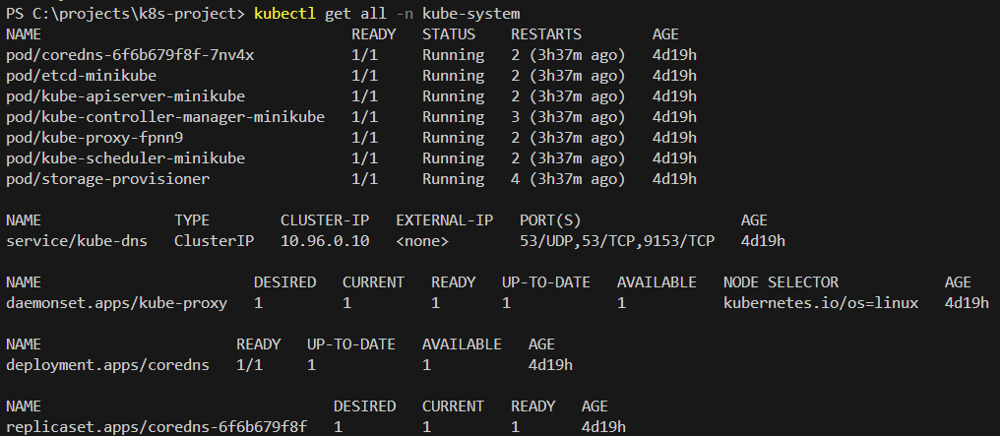 PS C:\projects\k8s-project> kubectl get all -n kube-system
NAME READY STATUS RESTARTS AGE
pod/coredns-6f6b679f8f-7nv4x 1/1 Running 2 (3h37m ago) 4d19h
pod/etcd-minikube 1/1 Running 2 (3h37m ago) 4d19h
pod/kube-apiserver-minikube 1/1 Running 2 (3h37m ago) 4d19h
pod/kube-controller-manager-minikube 1/1 Running 3 (3h37m ago) 4d19h
pod/kube-proxy-fpnn9 1/1 Running 2 (3h37m ago) 4d19h
pod/kube-scheduler-minikube 1/1 Running 2 (3h37m ago) 4d19h
pod/storage-provisioner 1/1 Running 4 (3h37m ago) 4d19h
NAME TYPE CLUSTER-IP EXTERNAL-IP PORT(S) AGE
service/kube-dns ClusterIP 10.96.0.10 <none> 53/UDP,53/TCP,9153/TCP 4d19h
NAME DESIRED CURRENT READY UP-TO-DATE AVAILABLE NODE SELECTOR AGE
daemonset.apps/kube-proxy 1 1 1 1 1 kubernetes.io/os=linux 4d19h
NAME READY UP-TO-DATE AVAILABLE AGE
deployment.apps/coredns 1/1 1 1 4d19h
NAME DESIRED CURRENT READY AGE
replicaset.apps/coredns-6f6b679f8f 1 1 1 4d19h